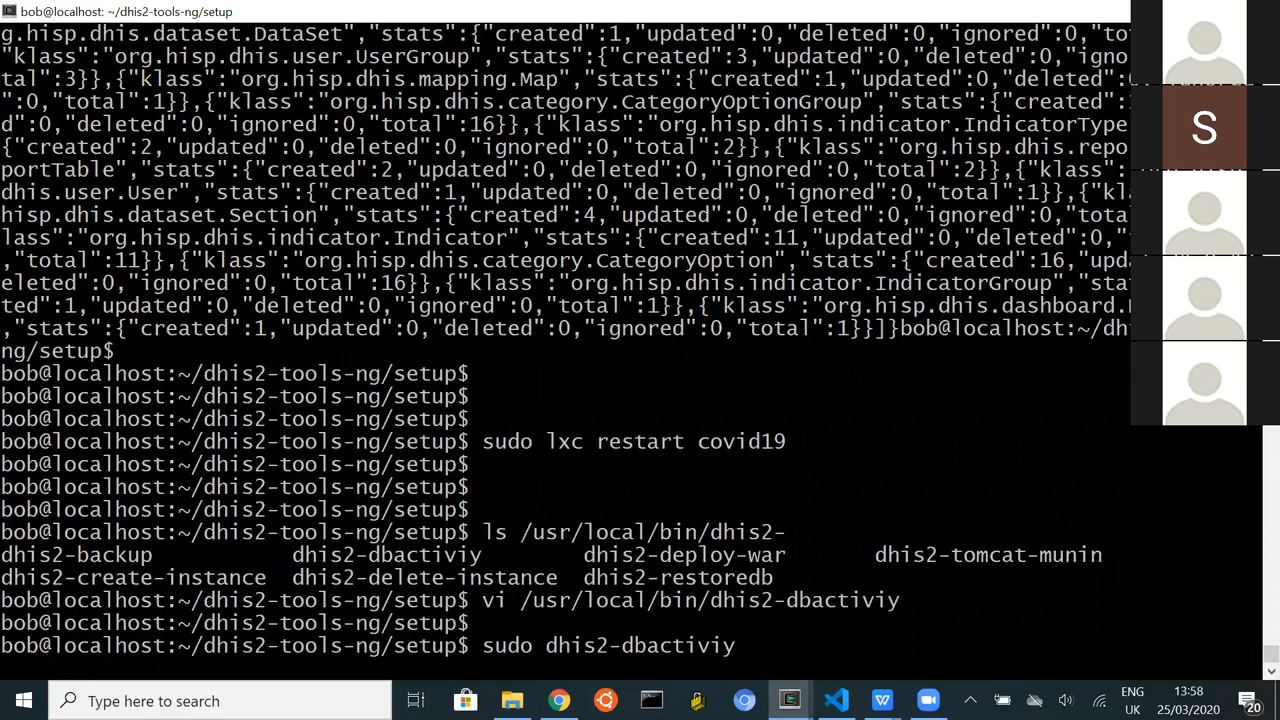 bob@localhost: ~/dhis2-tools-ng/setup
g.hisp.dhis.dataset.DataSet","stats":{"created":1,"updated":0,"deleted":0,"ignored":0,"tot
"klass":"org.hisp.dhis.user.UserGroup","stats":{"created":3,"updated":0,"deleted":0,"ignor
tal":3}},{"klass":"org.hisp.dhis.mapping.Map","stats":{"created":1,"updated":0,"deleted":
":0,"total":1}},{"klass":"org.hisp.dhis.category.CategoryOptionGroup","stats":{"created":
d":0,"deleted":0,"ignored":0,"total":16}},{"klass":"org.hisp.dhis.indicator.IndicatorType
{"created":2,"updated":0,"deleted":0,"ignored":0,"total":2}},{"klass":"org.hisp.dhis.repo
portTable","stats":{"created":2,"updated":0,"deleted":0,"ignored":0,"total":2}},{"klass":
dhis.user.User","stats":{"created":1,"updated":0,"deleted":0,"ignored":0,"total":1}},{"kl
hisp.dhis.dataset.Section","stats":{"created":4,"updated":0,"deleted":0,"ignored":0,"tota
lass":"org.hisp.dhis.indicator.Indicator","stats":{"created":11,"updated":0,"deleted":0,"
,"total":11}},{"klass":"org.hisp.dhis.category.CategoryOption","stats":{"created":16,"upd
eleted":0,"ignored":0,"total":16}},{"klass":"org.hisp.dhis.indicator.IndicatorGroup","stat
ted":1,"updated":0,"deleted":0,"ignored":0,"total":1}},{"klass":"org.hisp.dhis.dashboard.
,"stats":{"created":1,"updated":0,"deleted":0,"ignored":0,"total":1}}]}bob@localhost:~/dhi
ng/setup$
bob@localhost:~/dhis2-tools-ng/setup$
bob@localhost:~/dhis2-tools-ng/setup$
bob@localhost:~/dhis2-tools-ng/setup$
bob@localhost:~/dhis2-tools-ng/setup$ sudo lxc restart covid19
bob@localhost:~/dhis2-tools-ng/setup$
bob@localhost:~/dhis2-tools-ng/setup$
bob@localhost:~/dhis2-tools-ng/setup$
bob@localhost:~/dhis2-tools-ng/setup$ ls /usr/local/bin/dhis2-
dhis2-backup dhis2-dbactiviy dhis2-deploy-war dhis2-tomcat-munin
dhis2-create-instance dhis2-delete-instance dhis2-restoredb
bob@localhost:~/dhis2-tools-ng/setup$ vi /usr/local/bin/dhis2-dbactiviy
bob@localhost:~/dhis2-tools-ng/setup$
bob@localhost:~/dhis2-tools-ng/setup$ sudo dhis2-dbactiviy
S
Type here to search
ENG
UK
13:58
25/03/2020
20